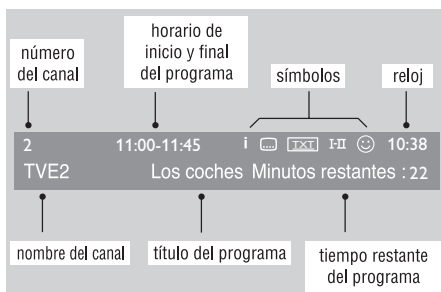 número
del canal
horario de
inicio y final
del programa
símbolos
reloj
2 11:00-11:45 i TXT I-II 10:38
TVE2 Los coches Minutos restantes : 22
nombre del canal
título del programa
tiempo restante
del programa